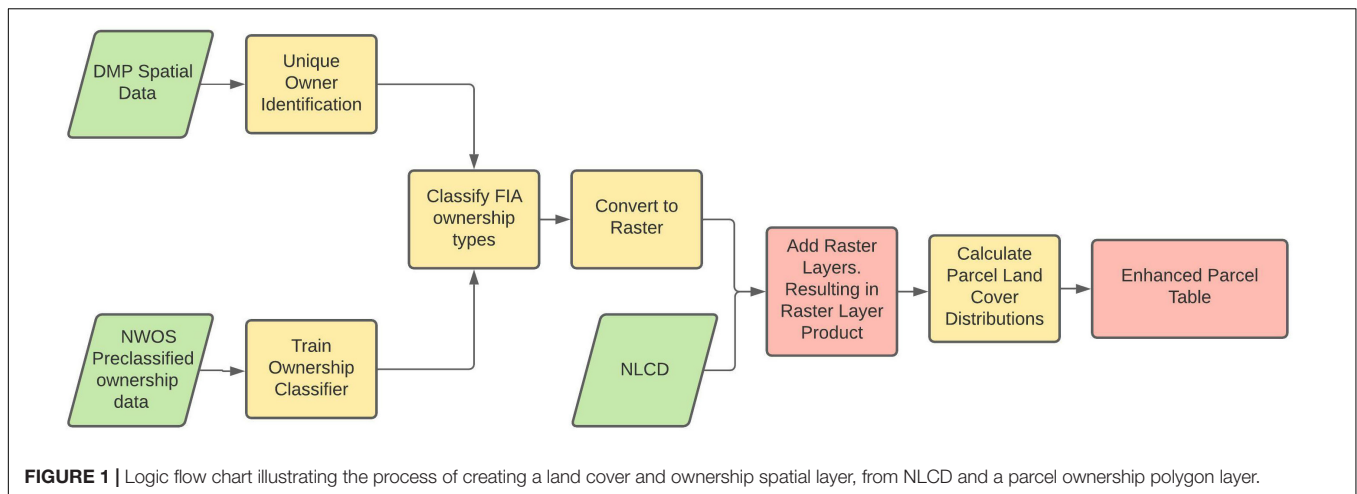 DMP Spatial
Data
Unique
Owner
Identification
Classify FIA
ownership
types
Convert to
Raster
NWOS
Preclassified
ownership
data
Train
Ownership
Classifier
NLCD
Add Raster
Layers.
Resulting in
Raster Layer
Product
Calculate
Parcel Land
Cover
Distributions
Enhanced Parcel
Table
FIGURE 1 | Logic flow chart illustrating the process of creating a land cover and ownership spatial layer, from NLCD and a parcel ownership polygon layer.